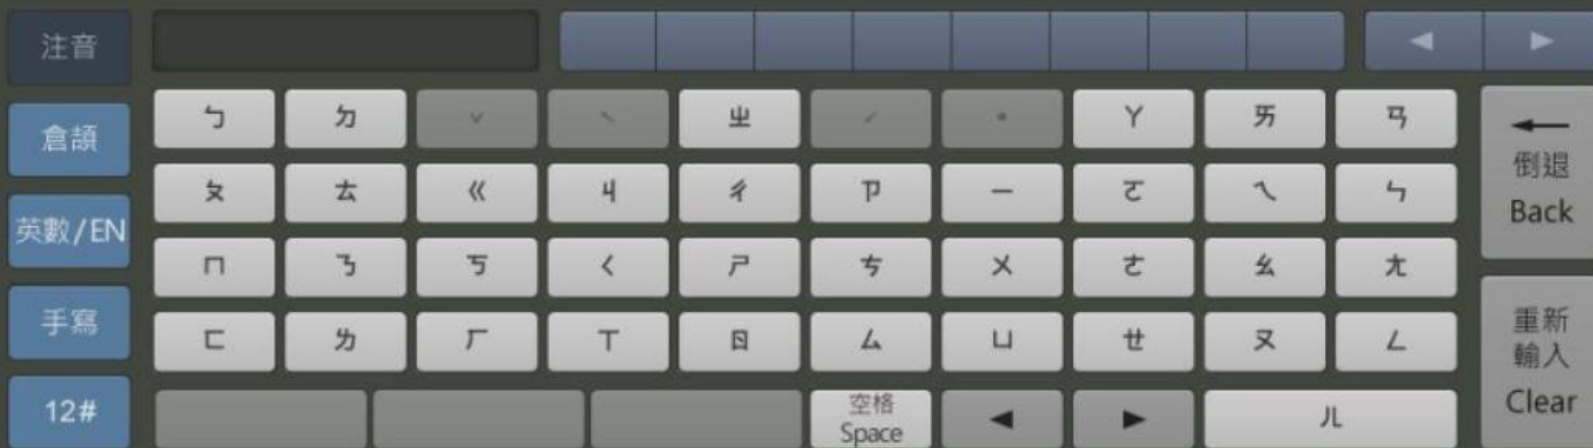 注音 ◀ ▶
ㄅ ㄉ ˇ ˋ ㄓ ˊ ˙ ㄚ ㄞ ㄢ
倉頡
ㄆ ㄊ ㄍ ㄐ ㄔ ㄗ ㄧ ㄛ ㄟ ㄣ
← 倒退 Back
英數/EN
ㄇ ㄋ ㄎ ㄑ ㄕ ㄘ ㄨ ㄜ ㄠ ㄤ
手寫
ㄈ ㄌ ㄏ ㄒ ㄖ ㄙ ㄩ ㄝ ㄡ ㄥ
重新
輸入
Clear
12#
空格
Space
◀ ▶ ㄦ